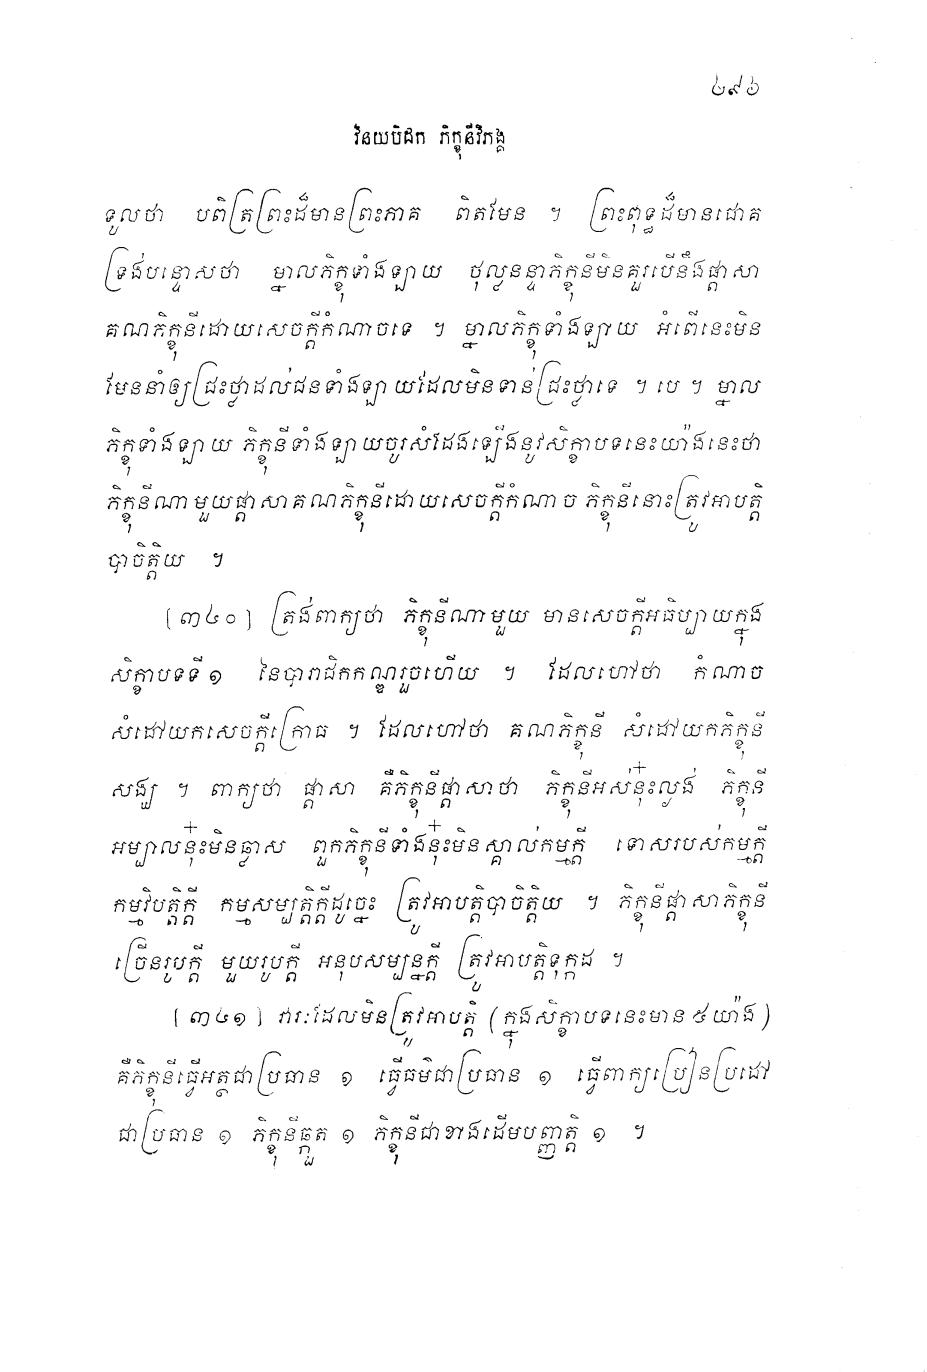 ២៩៦
វិនយបិដក ភិក្ខុនីវិភង្គ
ទូលថា បពិត្រព្រះដ៏មានព្រះភាគ ពិតមែន ។ ព្រះពុទ្ធដ៏មានជោគ
ទ្រង់បន្ទោសថា ម្នាលភិក្ខុទាំងឡាយ ថុល្លនន្ទាភិក្ខុនីមិនគួរបើនឹងផ្តាសា
គណភិក្ខុនីដោយសេចក្តីកំណាចទេ ។ ម្នាលភិក្ខុទាំងឡាយ អំពើនេះមិន
មែននាំឲ្យជ្រះថ្លាដល់ជនទាំងឡាយដែលមិនទាន់ជ្រះថ្លាទេ ។ បេ ។ ម្នាល
ភិក្ខុទាំងឡាយ ភិក្ខុនីទាំងឡាយចូរសំដែងឡើងនូវសិក្ខាបទនេះយ៉ាងនេះថា
ភិក្ខុនីណាមួយផ្តាសាគណភិក្ខុនីដោយសេចក្តីកំណាច ភិក្ខុនីនោះត្រូវអាបត្តិ
បាចិត្តិយ ។
[៣៤០] ត្រង់ពាក្យថា ភិក្ខុនីណាមួយ មានសេចក្តីអធិប្បាយក្នុង
សិក្ខាបទទី១ នៃបារាជិកកណ្ឌរួចហើយ ។ ដែលហៅថា កំណាច
សំដៅយកសេចក្តីក្រោធ ។ ដែលហៅថា គណភិក្ខុនី សំដៅយកភិក្ខុនី
សង្ឃ ។ ពាក្យថា ផ្តាសា គឺភិក្ខុនីផ្តាសាថា ភិក្ខុនីអស់នុ៎ះល្ងង់ ភិក្ខុនី
អម្បាលនុ៎ះមិនឆ្លាស ពួកភិក្ខុនីទាំងនុ៎ះមិនស្គាល់កម្មក្តី ទោសរបស់កម្មក្តី
កម្មវិបត្តិក្តី កម្មសម្បត្តិក្តីដូច្នេះ ត្រូវអាបត្តិបាចិត្តិយ ។ ភិក្ខុនីផ្តាសាភិក្ខុនី
ច្រើនរូបក្តី មួយរូបក្តី អនុបសម្បន្នក្តី ត្រូវអាបត្តិទុក្កដ ។
[៣៤១] វារៈដែលមិនត្រូវអាបត្តិ (ក្នុងសិក្ខាបទនេះមាន ៥ យ៉ាង)
គឺភិក្ខុនីធ្វើអត្ថជាប្រធាន ១ ធ្វើធម៌ជាប្រធាន ១ ធ្វើពាក្យប្រៀនប្រដៅ
ជាប្រធាន ១ ភិក្ខុនីឆ្កួត ១ ភិក្ខុនីជាខាងដើមបញ្ញត្តិ ១ ។